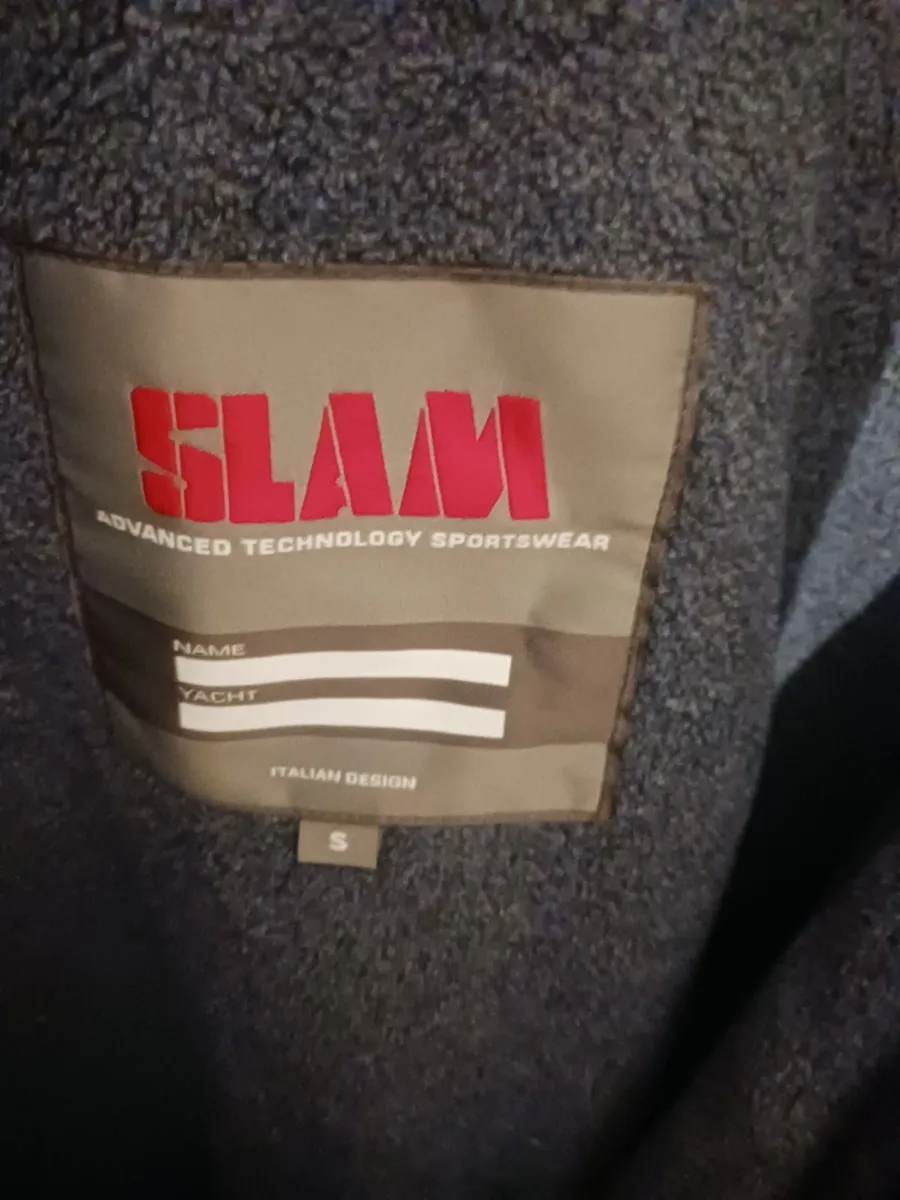 SLAM
ADVANCED TECHNOLOGY SPORTSWEAR
NAME
YACHT
ITALIAN DESIGN
S